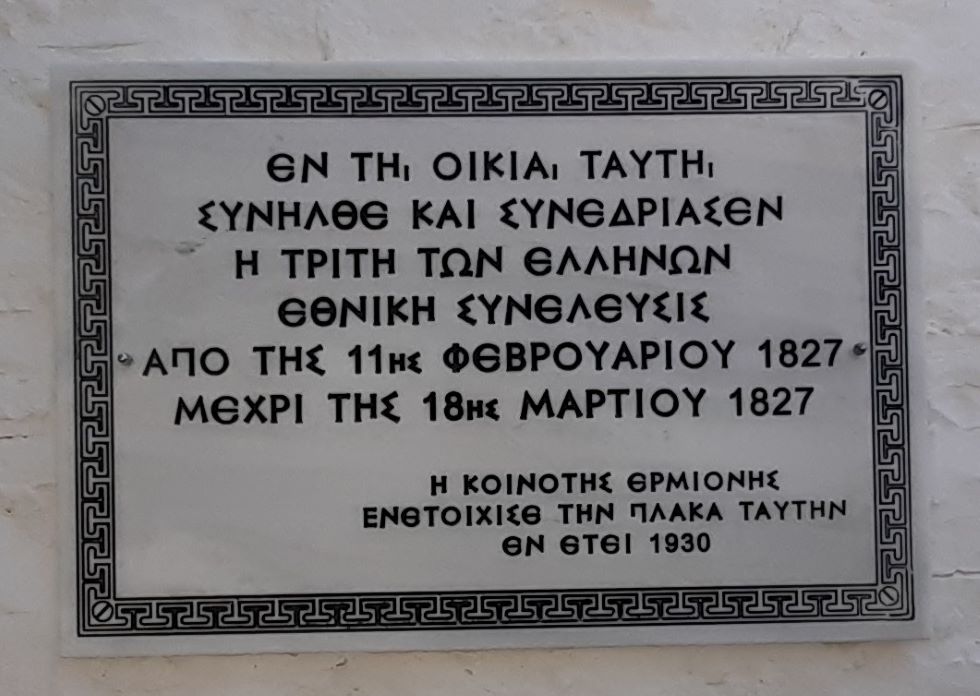 ΕΝ ΤΗι ΟΙΚΙΑι ΤΑΥΤΗι
ΣΥΝΗΛΘΕ ΚΑΙ ΣΥΝΕΔΡΙΑΣΕΝ
Η ΤΡΙΤΗ ΤΩΝ ΕΛΛΗΝΩΝ
ΕΘΝΙΚΗ ΣΥΝΕΛΕΥΣΙΣ
ΑΠΟ ΤΗΣ 11ΗΣ ΦΕΒΡΟΥΑΡΙΟΥ 1827
ΜΕΧΡΙ ΤΗΣ 18ΗΣ ΜΑΡΤΙΟΥ 1827
Η ΚΟΙΝΟΤΗΣ ΕΡΜΙΟΝΗΣ
ΕΝΕΤΟΙΧΙΣΕ ΤΗΝ ΠΛΑΚΑ ΤΑΥΤΗΝ
ΕΝ ΕΤΕΙ 1930